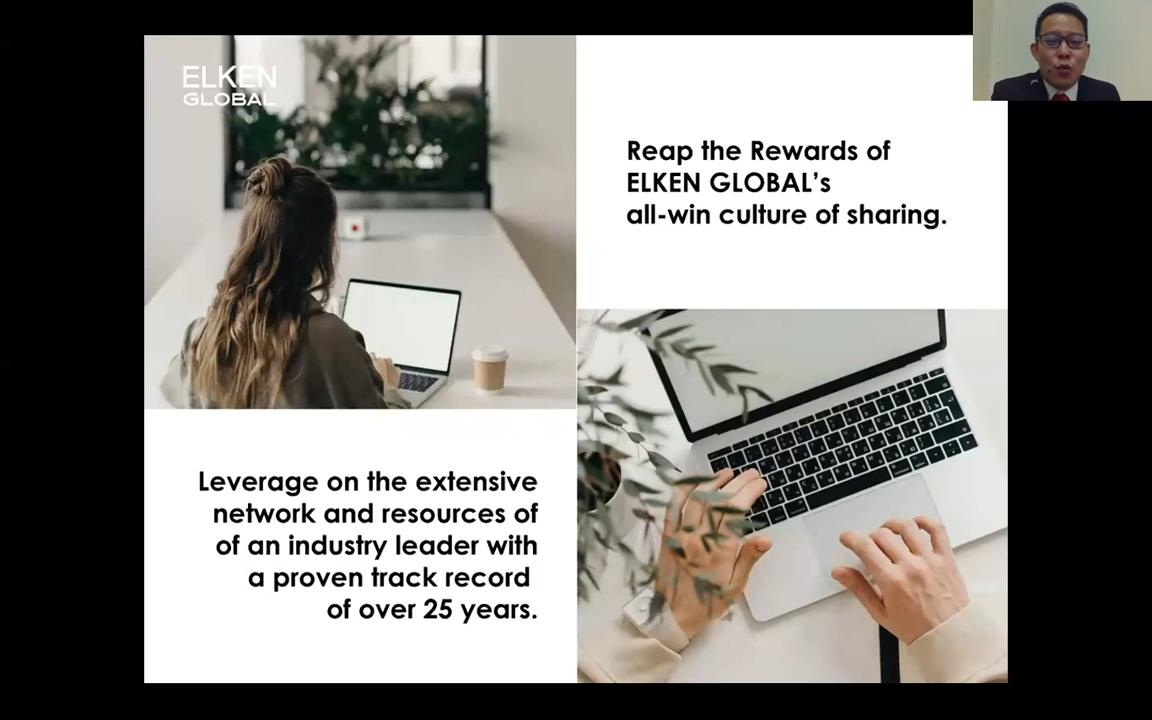 ELKEN
GLOBAL
Reap the Rewards of
ELKEN GLOBAL's
all-win culture of sharing.
Leverage on the extensive
network and resources of
of an industry leader with
a proven track record
of over 25 years.